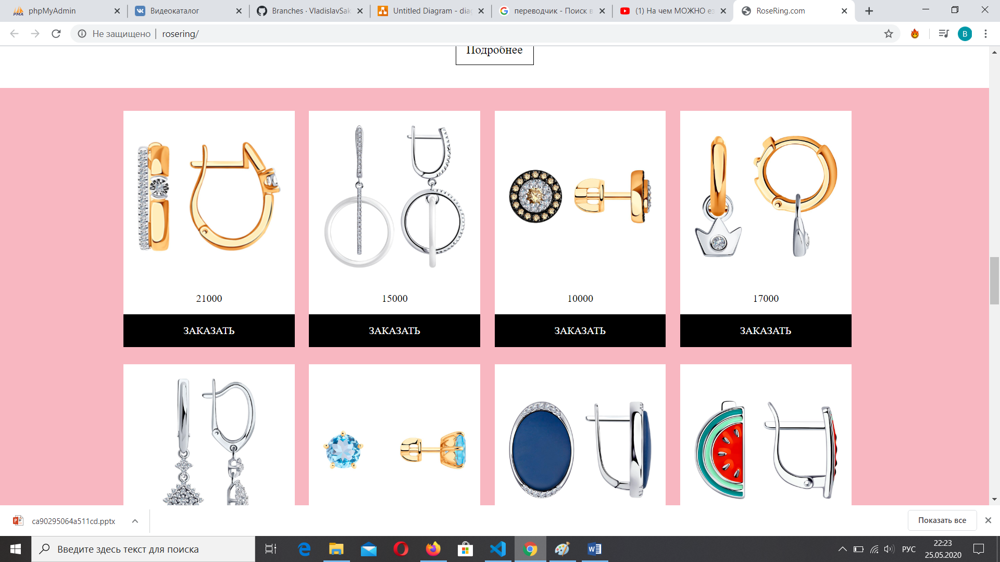 phpMyAdmin
Видеокаталог
Branches · VladislavSak
Untitled Diagram - diag
переводчик - Поиск в
(1) На чем МОЖНО ез
RoseRing.com
Не защищено | rosering/
B
Подробнее
21000
15000
10000
17000
ЗАКАЗАТЬ
ЗАКАЗАТЬ
ЗАКАЗАТЬ
ЗАКАЗАТЬ
ca90295064a511cd.pptx
Показать все
Введите здесь текст для поиска
РУС
22:23
25.05.2020